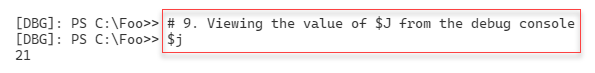 [DBG]: PS C:\Foo>> # 9. Viewing the value of $J from the debug console
[DBG]: PS C:\Foo>> $j
21